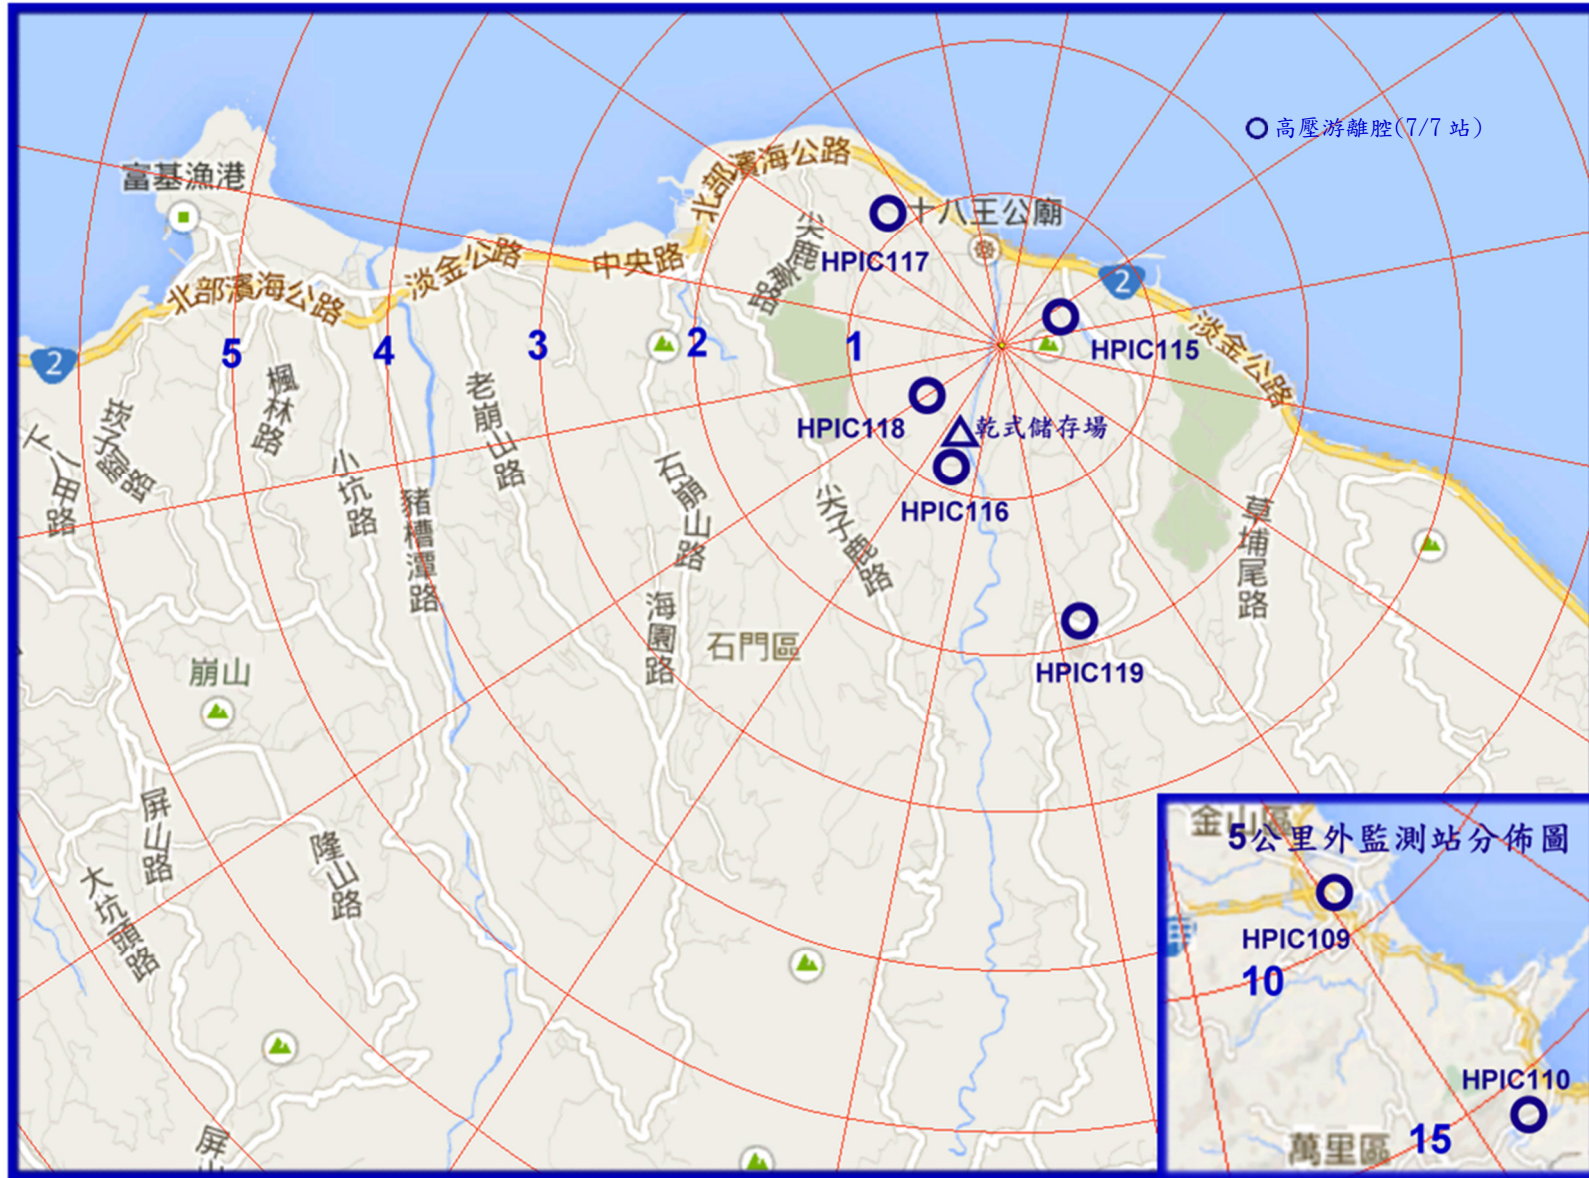 高壓游離腔(7/7 站)
富基漁港
北部濱海公路
十八王公廟
尖鹿
HPIC117
北部濱海公路
淡金公路
中央路
2
淡金公路
HPIC115
2
5
4
3
2
1
楓林路
老崩山路
HPIC118
乾式儲存場
小坑路
豬槽潭路
石崩山路
尖子鹿路
HPIC116
草埔尾路
海園路
石門區
HPIC119
崩山
屏山路
隆山路
大坑頭路
屏山
金山區
5公里外監測站分佈圖
HPIC109
10
HPIC110
15
萬里區